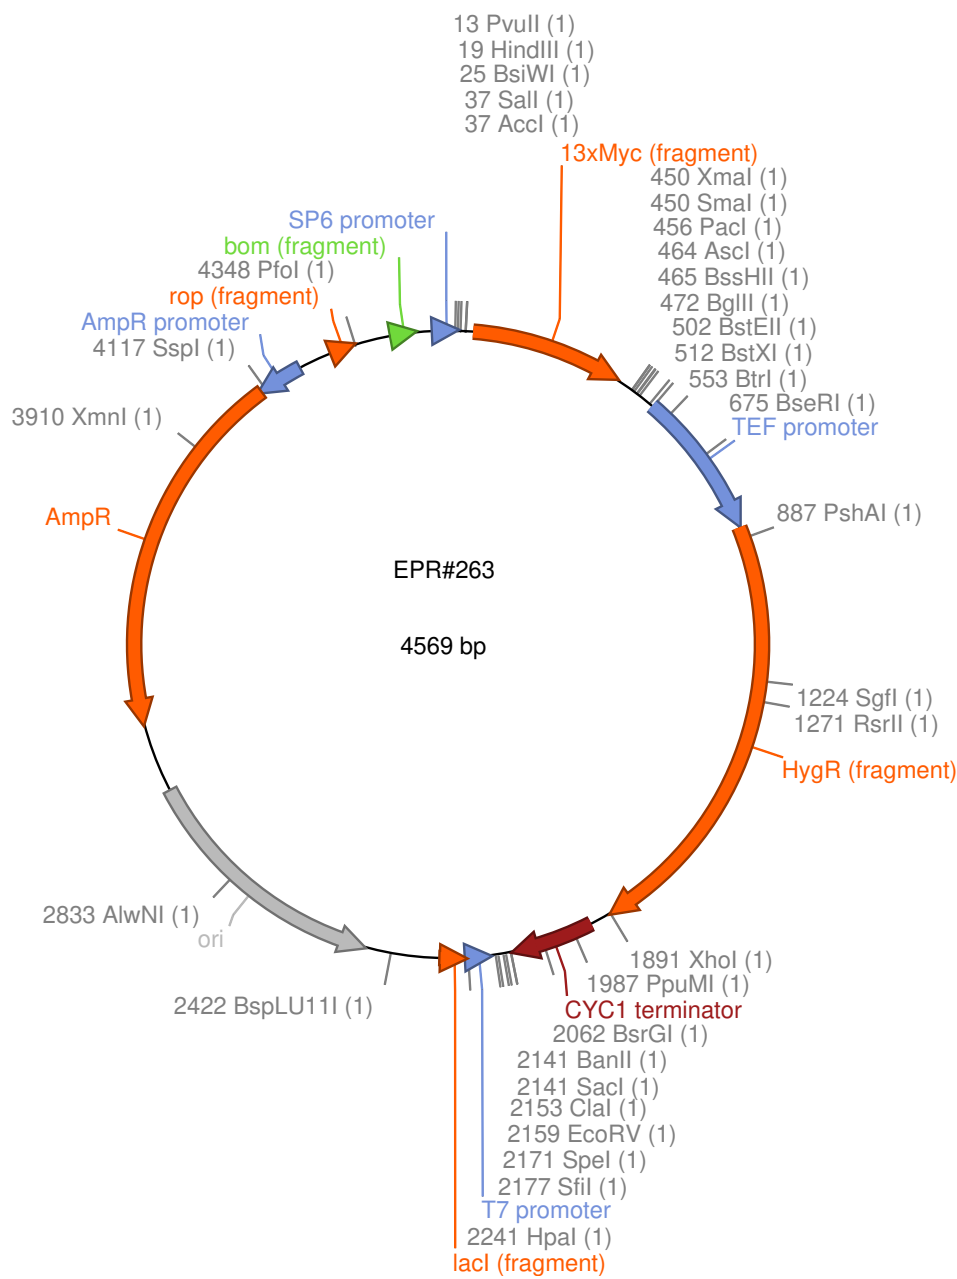 13 PvuII (1)
19 HindIII (1)
25 BsiWI (1)
37 SalI (1)
37 AccI (1)
13xMyc (fragment)
450 XmaI (1)
450 SmaI (1)
456 PacI (1)
464 AscI (1)
465 BssHII (1)
472 BglII (1)
502 BstEII (1)
512 BstXI (1)
553 BtrI (1)
675 BseRI (1)
TEF promoter
887 PshAI (1)
1224 SgfI (1)
1271 RsrII (1)
HygR (fragment)
1891 XhoI (1)
1987 PpuMI (1)
CYC1 terminator
2062 BsrGI (1)
2141 BanII (1)
2141 SacI (1)
2153 ClaI (1)
2159 EcoRV (1)
2171 SpeI (1)
2177 SfiI (1)
T7 promoter
2241 HpaI (1)
lacI (fragment)
2422 BspLU11I (1)
ori
2833 AlwNI (1)
AmpR
3910 XmnI (1)
4117 SspI (1)
AmpR promoter
rop (fragment)
4348 PfoI (1)
bom (fragment)
SP6 promoter
EPR#263
4569 bp